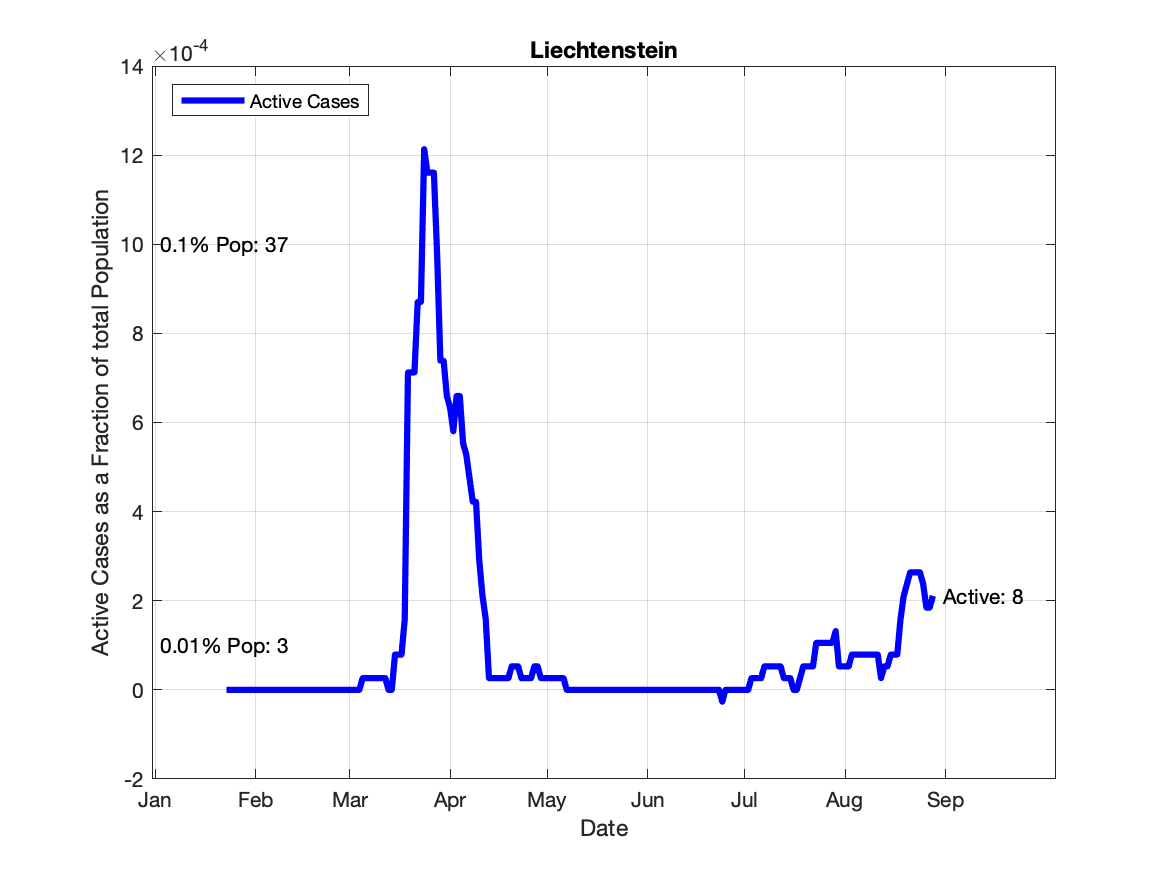 Liechtenstein
×10-4
Active Cases
14
12
10
8
6
4
2
0
-2
0.1% Pop: 37
0.01% Pop: 3
Active: 8
Active Cases as a Fraction of total Population
Jan Feb Mar Apr May Jun Jul Aug Sep
Date